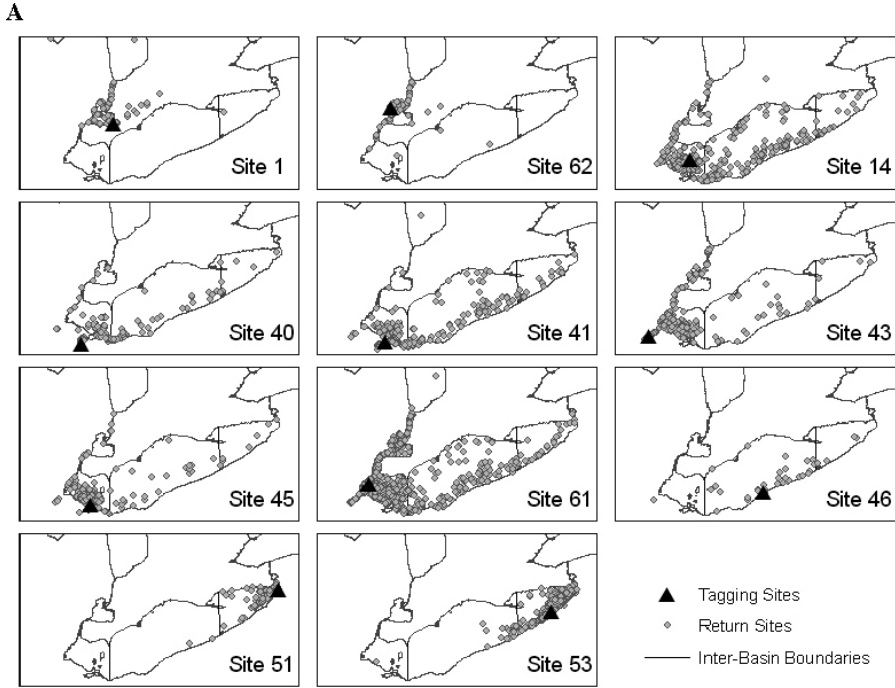 A
Site 1
Site 62
Site 14
Site 40
Site 41
Site 43
Site 45
Site 61
Site 46
Site 51
Site 53
Tagging Sites
Return Sites
Inter-Basin Boundaries